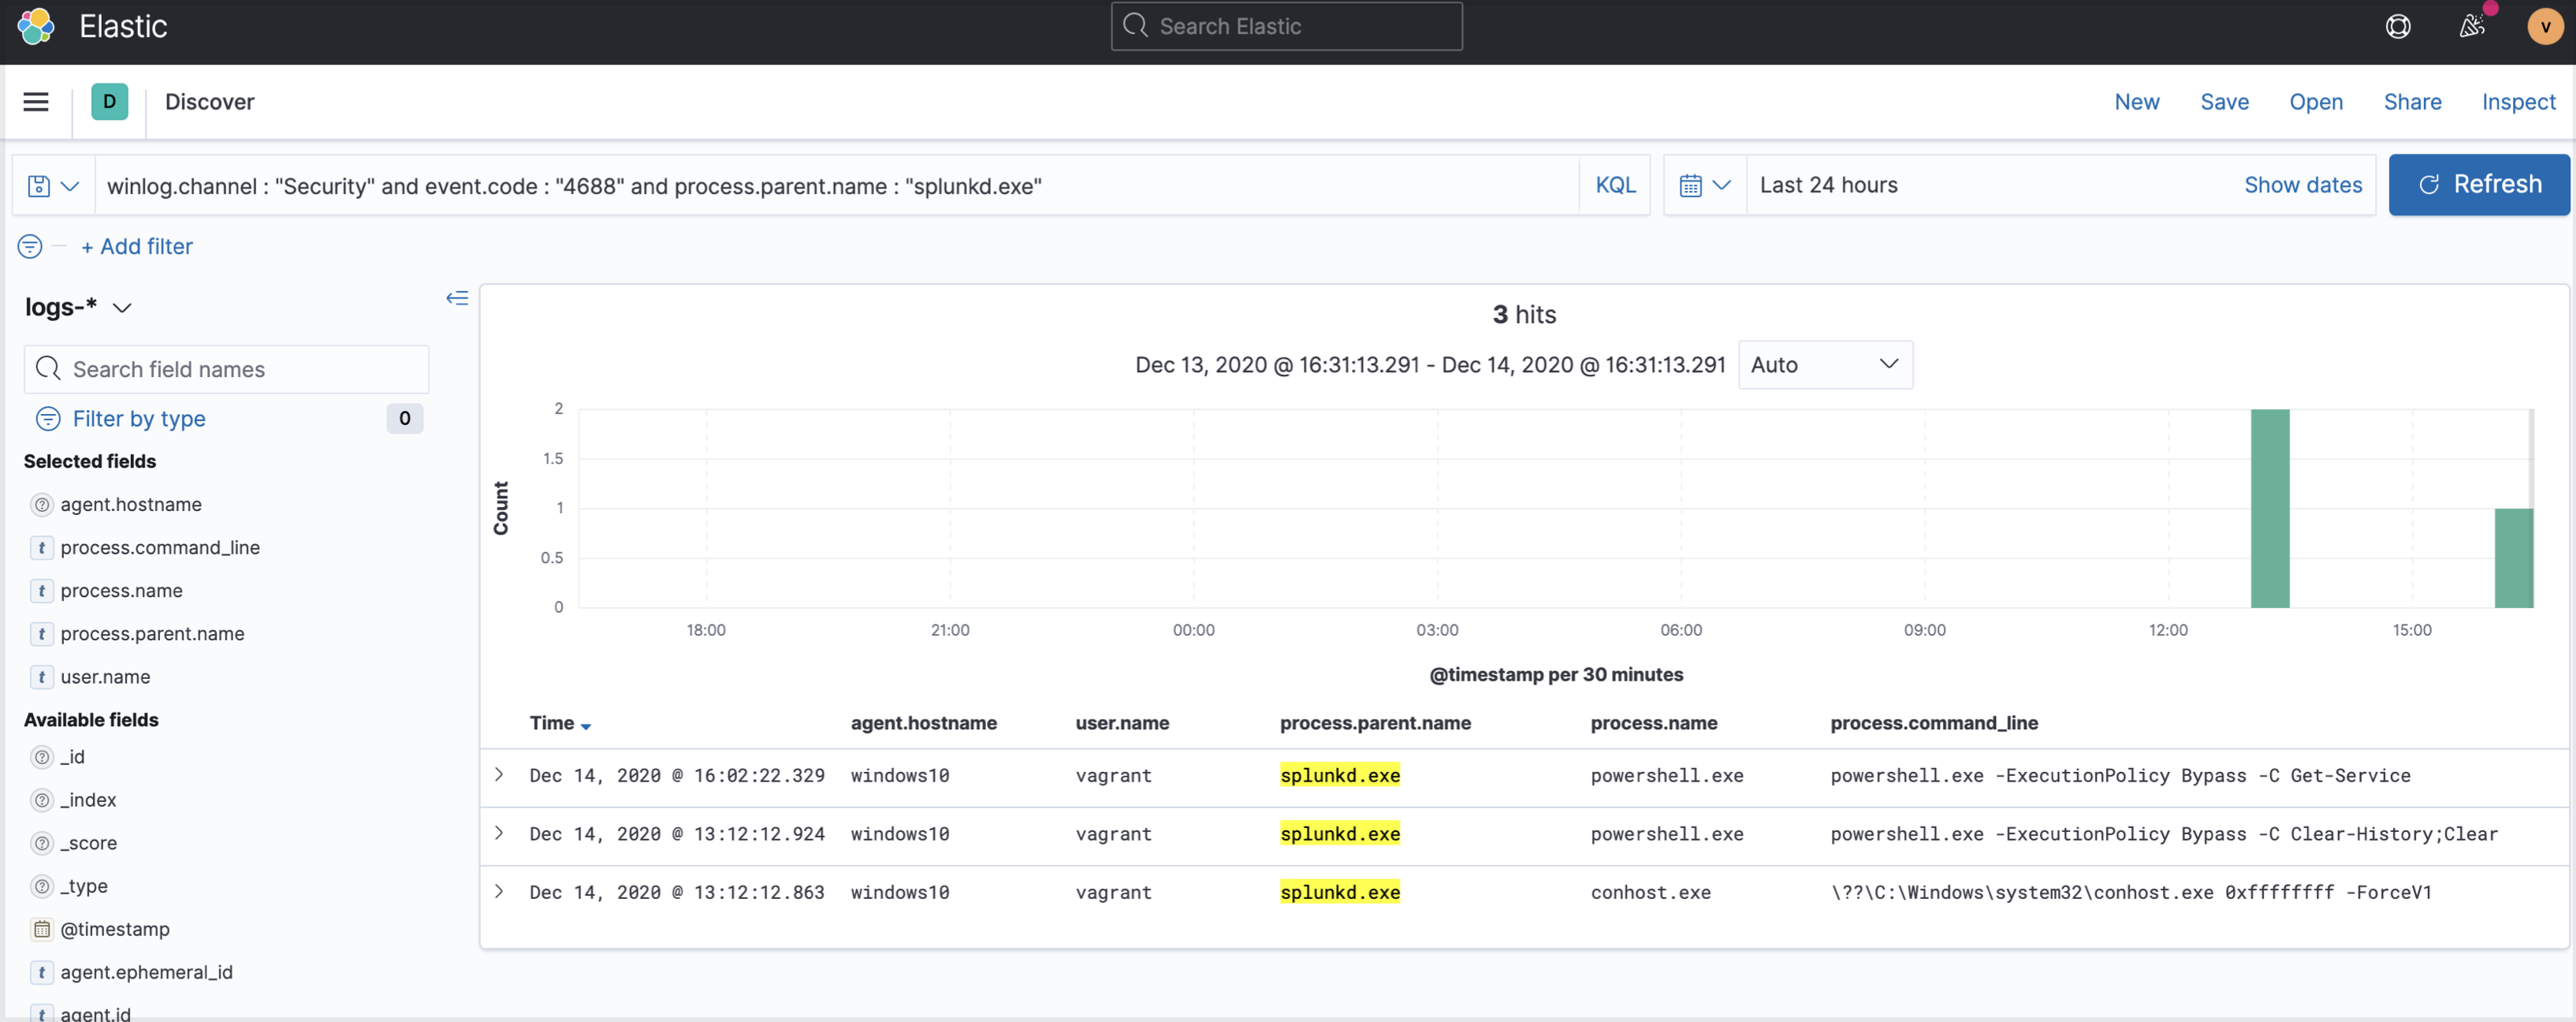 Elastic
Search Elastic
V
D Discover New Save Open Share Inspect
winlog.channel : "Security" and event.code : "4688" and process.parent.name : "splunkd.exe" KQL Last 24 hours Show dates Refresh
+ Add filter
logs-*
Search field names
Filter by type 0
Selected fields
agent.hostname
process.command_line
process.name
process.parent.name
user.name
Available fields
_id
_index
_score
_type
@timestamp
agent.ephemeral_id
agent.id
3 hits
Dec 13, 2020 @ 16:31:13.291 - Dec 14, 2020 @ 16:31:13.291 Auto
Count
2
1.5
1
0.5
0
18:00 21:00 00:00 03:00 06:00 09:00 12:00 15:00
@timestamp per 30 minutes
Time agent.hostname user.name process.parent.name process.name process.command_line
Dec 14, 2020 @ 16:02:22.329 windows10 vagrant splunkd.exe powershell.exe powershell.exe -ExecutionPolicy Bypass -C Get-Service
Dec 14, 2020 @ 13:12:12.924 windows10 vagrant splunkd.exe powershell.exe powershell.exe -ExecutionPolicy Bypass -C Clear-History;Clear
Dec 14, 2020 @ 13:12:12.863 windows10 vagrant splunkd.exe conhost.exe \??\C:\Windows\system32\conhost.exe 0xffffffff -ForceV1